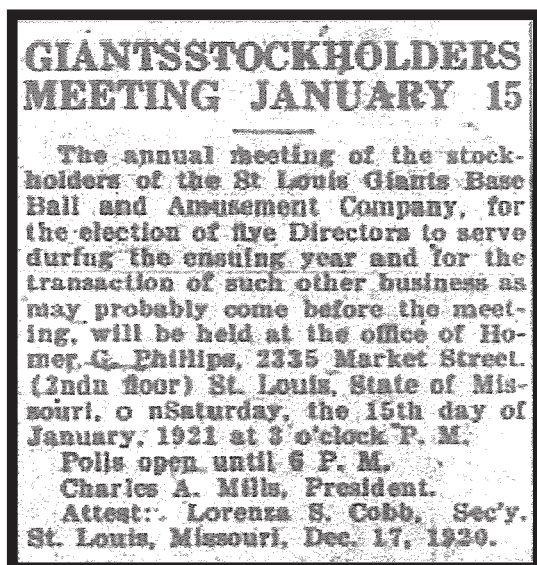 GIANTSSTOCKHOLDERS
MEETING JANUARY 15
The annual meeting of the stock-
holders of the St Louis Giants Base
Ball and Amusement Company, for
the election of five Directors to serve
during the ensuing year and for the
transaction of such other business as
may probably come before the meet-
ing, will be held at the office of Ho-
mer G. Phillips, 2335 Market Street.
(2ndn floor) St. Louis, State of Mis-
souri, o nSaturday, the 15th day of
January, 1921 at 3 o'clock P. M.
Polls open until 6 P. M.
Charles A. Mills, President.
Attest:. Lorenza S. Cobb, Sec'y.
St. Louis, Missouri, Dec. 17, 1920.